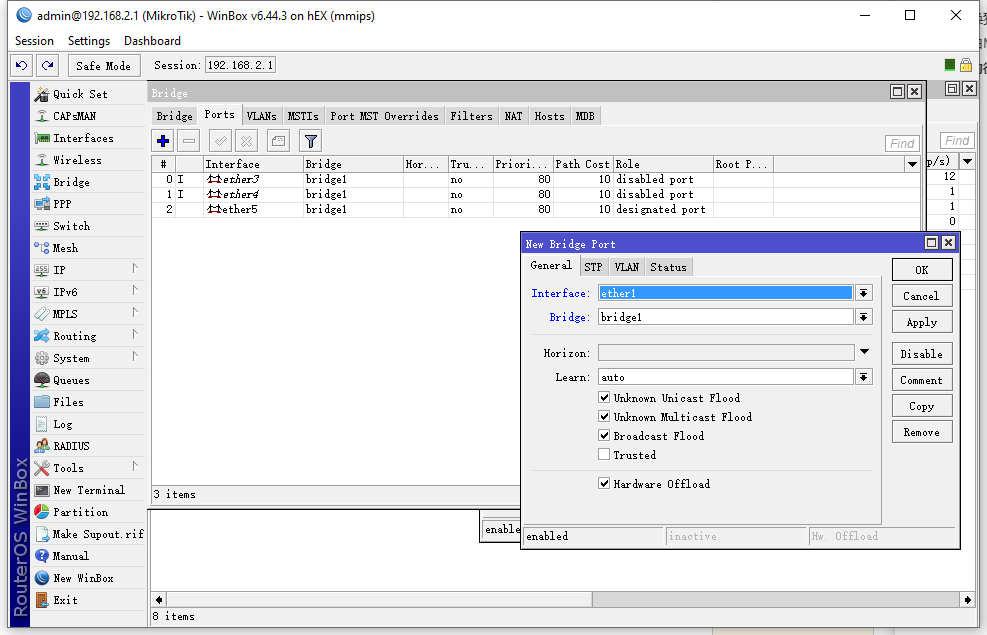 admin@192.168.2.1 (MikroTik) - WinBox v6.44.3 on hEX (mmips)
Session Settings Dashboard
Safe Mode Session: 192.168.2.1
RouterOS WinBox
Quick Set
CAPsMAN
Interfaces
Wireless
Bridge
PPP
Switch
Mesh
IP
IPv6
MPLS
Routing
System
Queues
Files
Log
RADIUS
Tools
New Terminal
Partition
Make Supout.rif
Manual
New WinBox
Exit
Bridge
Bridge Ports VLANs MSTIs Port MST Overrides Filters NAT Hosts MDB
Find
# Interface Bridge Hor... Tru... Priori... Path Cost Role Root P...
0 I ether3 bridge1 no 80 10 disabled port
1 I ether4 bridge1 no 80 10 disabled port
2 ether5 bridge1 no 80 10 designated port
3 items
Find
p/s)
12
1
1
0
New Bridge Port
General STP VLAN Status
Interface: ether1
Bridge: bridge1
Horizon:
Learn: auto
Unknown Unicast Flood
Unknown Multicast Flood
Broadcast Flood
Trusted
Hardware Offload
OK
Cancel
Apply
Disable
Comment
Copy
Remove
enabled inactive Hw. Offload
enable
8 items